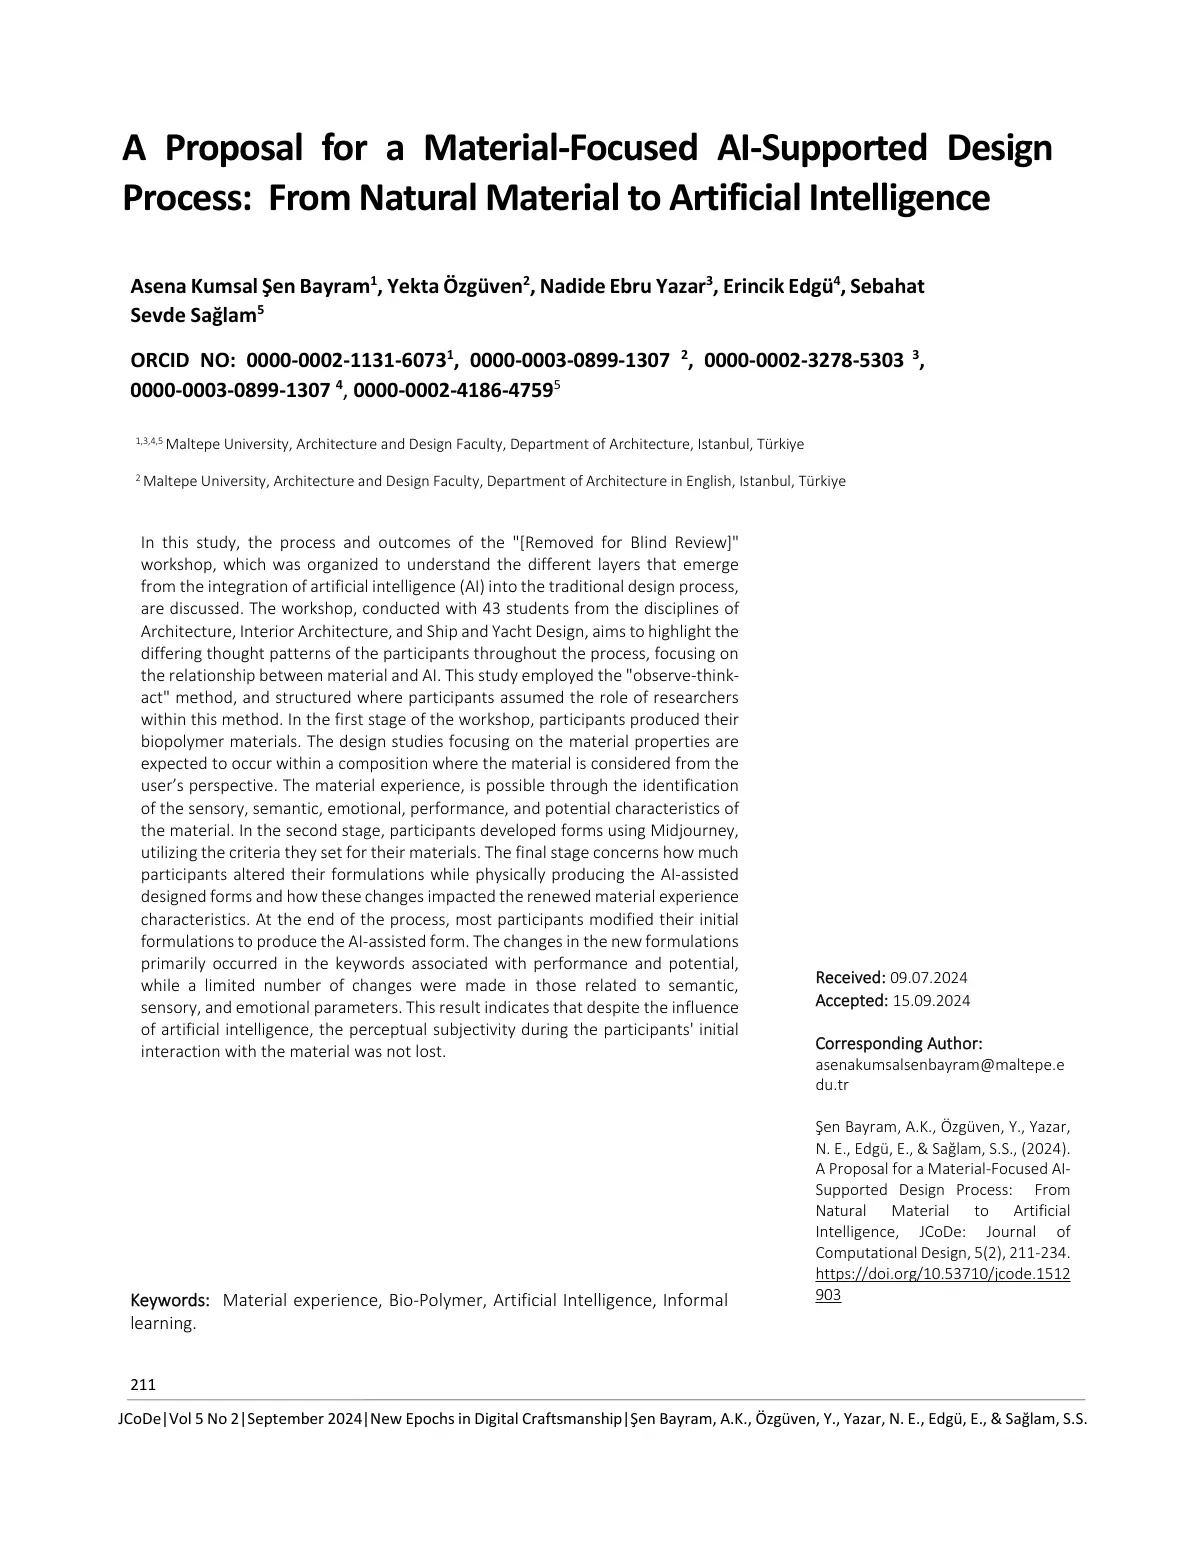 A Proposal for a Material-Focused AI-Supported Design
Process: From Natural Material to Artificial Intelligence
Asena Kumsal Şen Bayram1, Yekta Özgüven2, Nadide Ebru Yazar3, Erincik Edgü4, Sebahat
Sevde Sağlam5
ORCID NO: 0000-0002-1131-60731, 0000-0003-0899-1307 2, 0000-0002-3278-5303 3,
0000-0003-0899-1307 4, 0000-0002-4186-47595
1,3,4,5 Maltepe University, Architecture and Design Faculty, Department of Architecture, Istanbul, Türkiye
2 Maltepe University, Architecture and Design Faculty, Department of Architecture in English, Istanbul, Türkiye
In this study, the process and outcomes of the "[Removed for Blind Review]"
workshop, which was organized to understand the different layers that emerge
from the integration of artificial intelligence (AI) into the traditional design process,
are discussed. The workshop, conducted with 43 students from the disciplines of
Architecture, Interior Architecture, and Ship and Yacht Design, aims to highlight the
differing thought patterns of the participants throughout the process, focusing on
the relationship between material and AI. This study employed the "observe-think-
act" method, and structured where participants assumed the role of researchers
within this method. In the first stage of the workshop, participants produced their
biopolymer materials. The design studies focusing on the material properties are
expected to occur within a composition where the material is considered from the
user’s perspective. The material experience, is possible through the identification
of the sensory, semantic, emotional, performance, and potential characteristics of
the material. In the second stage, participants developed forms using Midjourney,
utilizing the criteria they set for their materials. The final stage concerns how much
participants altered their formulations while physically producing the AI-assisted
designed forms and how these changes impacted the renewed material experience
characteristics. At the end of the process, most participants modified their initial
formulations to produce the AI-assisted form. The changes in the new formulations
primarily occurred in the keywords associated with performance and potential,
while a limited number of changes were made in those related to semantic,
sensory, and emotional parameters. This result indicates that despite the influence
of artificial intelligence, the perceptual subjectivity during the participants' initial
interaction with the material was not lost.
Received: 09.07.2024
Accepted: 15.09.2024
Corresponding Author:
asenakumsalsenbayram@maltepe.e
du.tr
Şen Bayram, A.K., Özgüven, Y., Yazar,
N. E., Edgü, E., & Sağlam, S.S., (2024).
A Proposal for a Material-Focused AI-
Supported Design Process: From
Natural Material to Artificial
Intelligence, JCoDe: Journal of
Computational Design, 5(2), 211-234.
https://doi.org/10.53710/jcode.1512
903
Keywords: Material experience, Bio-Polymer, Artificial Intelligence, Informal
learning.
211
JCoDe|Vol 5 No 2|September 2024|New Epochs in Digital Craftsmanship|Şen Bayram, A.K., Özgüven, Y., Yazar, N. E., Edgü, E., & Sağlam, S.S.